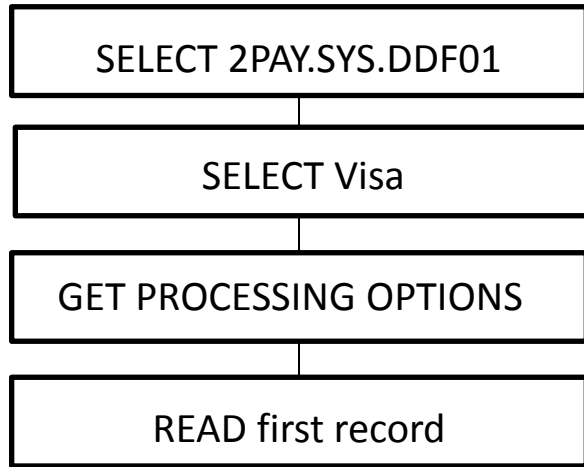 SELECT 2PAY.SYS.DDF01
SELECT Visa
GET PROCESSING OPTIONS
READ first record